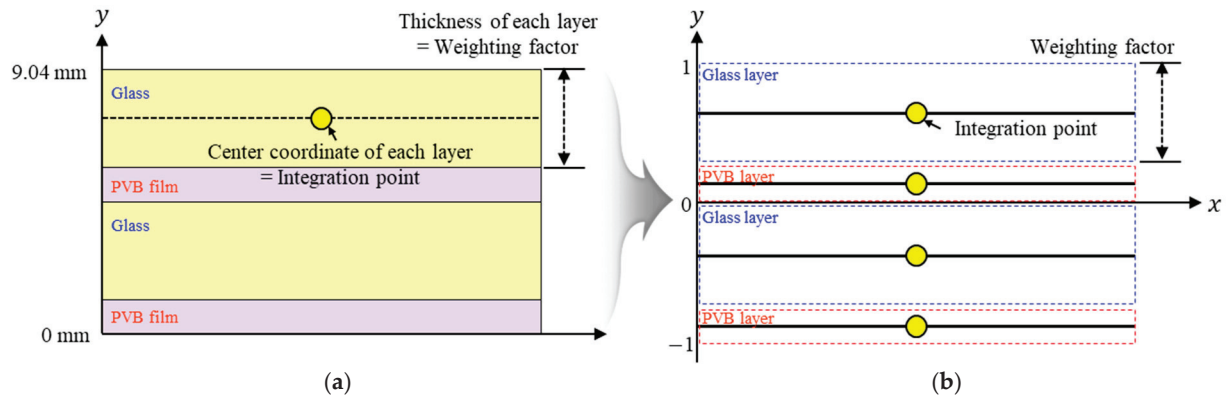 y
Thickness of each layer
= Weighting factor
9.04 mm
Glass
Center coordinate of each layer
= Integration point
PVB film
Glass
PVB film
0 mm
(a)
y
Weighting factor
1
Glass layer
Integration point
PVB layer
0
x
Glass layer
PVB layer
−1
(b)